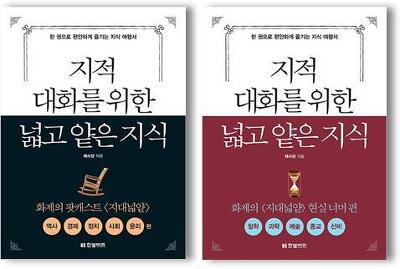 한 권으로 편안하게 즐기는 지식 여행서
지적
대화를 위한
넓고 얕은 지식
채사장 지음
화제의 팟캐스트 <지대넓얕>
역사 경제 정치 사회 윤리 편
한빛비즈
한 권으로 편안하게 즐기는 지식 여행서
지적
대화를 위한
넓고 얕은 지식
채사장 지음
화제의 <지대넓얕> 현실 너머 편
철학 과학 예술 종교 신비
한빛비즈